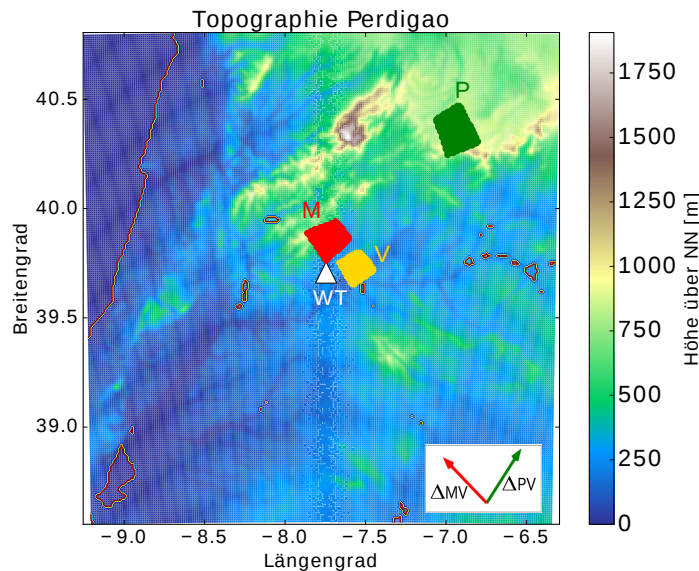 Topographie Perdigao
P
M
V
WT
ΔMV
ΔPV
40.5
40.0
39.5
39.0
Breitengrad
−9.0
−8.5
−8.0
−7.5
−7.0
−6.5
Längengrad
1750
1500
1250
1000
750
500
250
0
Höhe über NN [m]